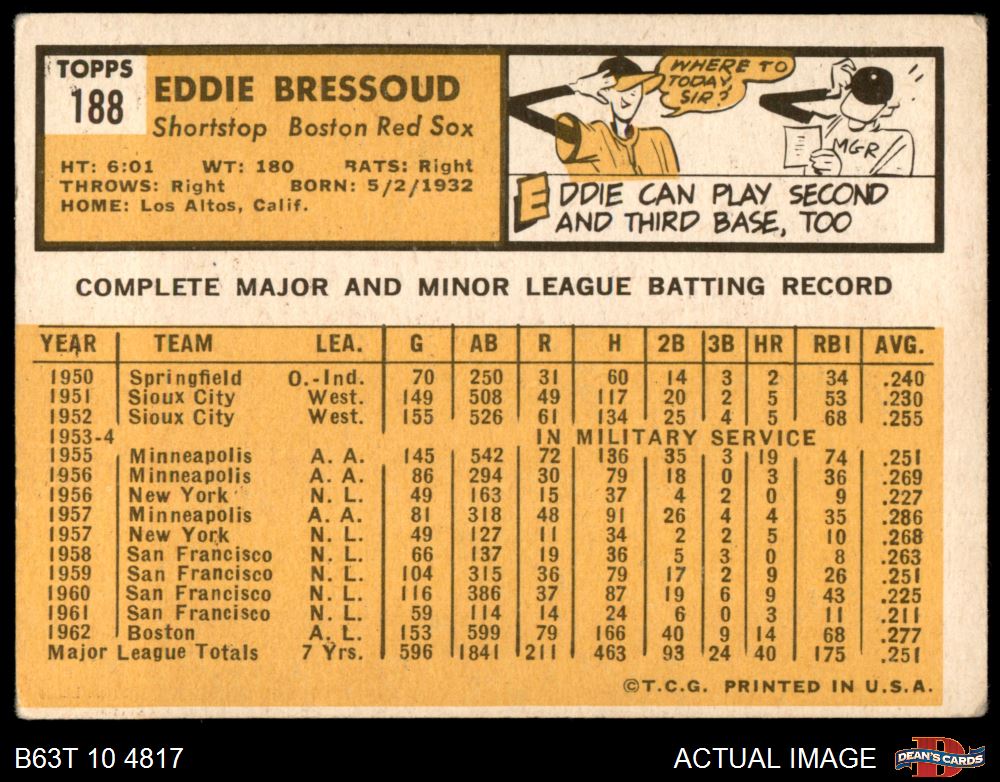 TOPPS
188
EDDIE BRESSOUD
Shortstop Boston Red Sox
HT: 6:01 WT: 180 BATS: Right
THROWS: Right BORN: 5/2/1932
HOME: Los Altos, Calif.
WHERE TO
TODAY,
SIR?
MGR
EDDIE CAN PLAY SECOND
AND THIRD BASE, TOO
COMPLETE MAJOR AND MINOR LEAGUE BATTING RECORD
YEAR TEAM LEA. G AB R H 2B 3B HR RBI AVG.
1950 Springfield O.-Ind. 70 250 31 60 14 3 2 34 .240
1951 Sioux City West. 149 508 49 117 20 2 5 53 .230
1952 Sioux City West. 155 526 61 134 25 4 5 68 .255
1953-4 IN MILITARY SERVICE
1955 Minneapolis A. A. 145 542 72 136 35 3 19 74 .251
1956 Minneapolis A. A. 86 294 30 79 18 0 3 36 .269
1956 New York N. L. 49 163 15 37 4 2 0 9 .227
1957 Minneapolis A. A. 81 318 48 91 26 4 4 35 .286
1957 New York N. L. 49 127 11 34 2 2 5 10 .268
1958 San Francisco N. L. 66 137 19 36 5 3 0 8 .263
1959 San Francisco N. L. 104 315 36 79 17 2 9 26 .251
1960 San Francisco N. L. 116 386 37 87 19 6 9 43 .225
1961 San Francisco N. L. 59 114 14 24 6 0 3 11 .211
1962 Boston A. L. 153 599 79 166 40 9 14 68 .277
Major League Totals 7 Yrs. 596 1841 211 463 93 24 40 175 .251
©T.C.G. PRINTED IN U.S.A.
B63T 10 4817
ACTUAL IMAGE
DEAN'S CARDS